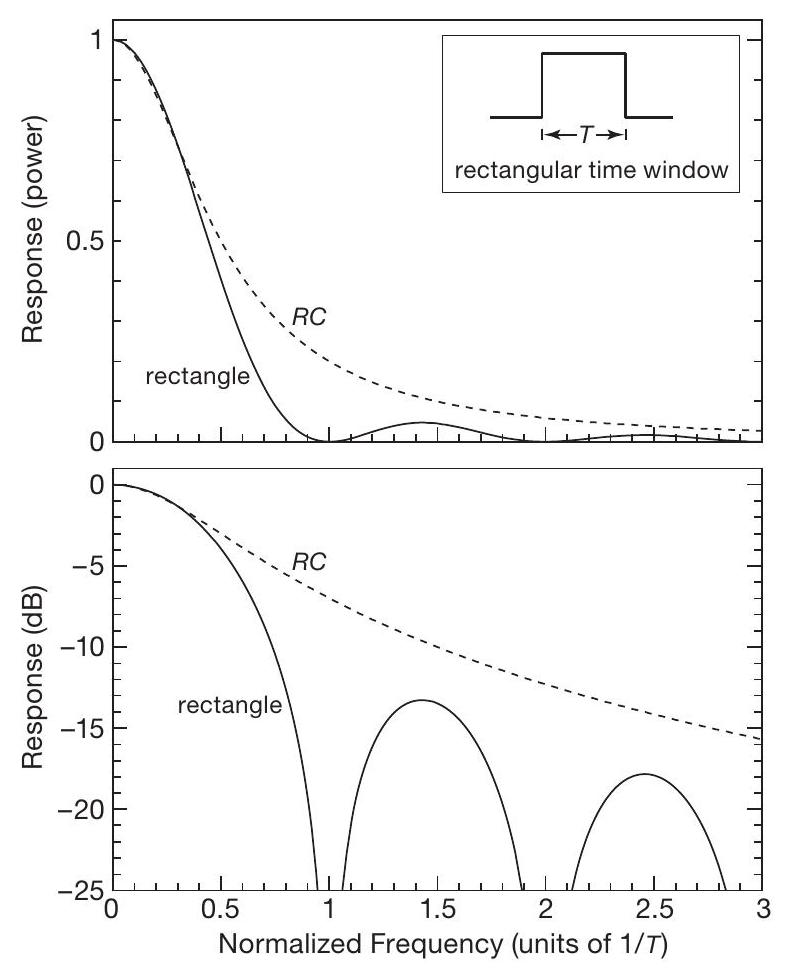 Response (power)
1
0.5
0
T
rectangular time window
RC
rectangle
Response (dB)
0
−5
−10
−15
−20
−25
RC
rectangle
0
0.5
1
1.5
2
2.5
3
Normalized Frequency (units of 1/T)